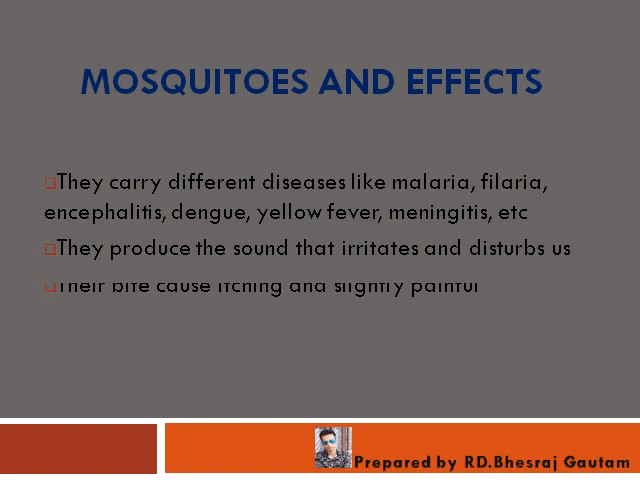 MOSQUITOES AND EFFECTS
They carry different diseases like malaria, filaria,
encephalitis, dengue, yellow fever, meningitis, etc
They produce the sound that irritates and disturbs us
Their bite cause itching and slightly painful
Prepared by RD.Bhesraj Gautam